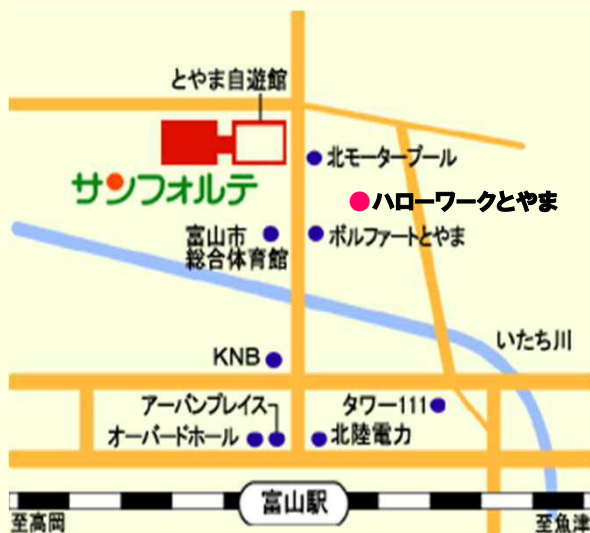 とやま自遊館
北モータープール
サンフォルテ
ハローワークとやま
富山市
総合体育館
ボルファートとやま
いたち川
KNB
アーバンプレイス
タワー111
オーバードホール
北陸電力
富山駅
至高岡
至魚津